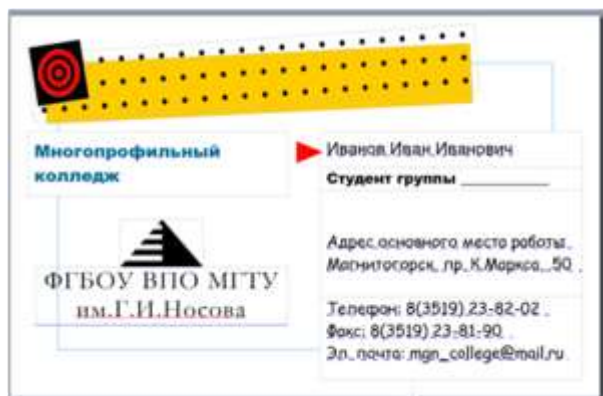 Многопрофильный
колледж
ФГБОУ ВПО МГТУ
им.Г.И.Носова
Иванов Иван Иванович
Студент группы ___________
Адрес основного места работы
Магнитогорск, пр. К.Маркса, 50
Телефон: 8(3519) 23-82-02
Факс: 8(3519) 23-81-90
Эл. почта: mgn_college@mail.ru